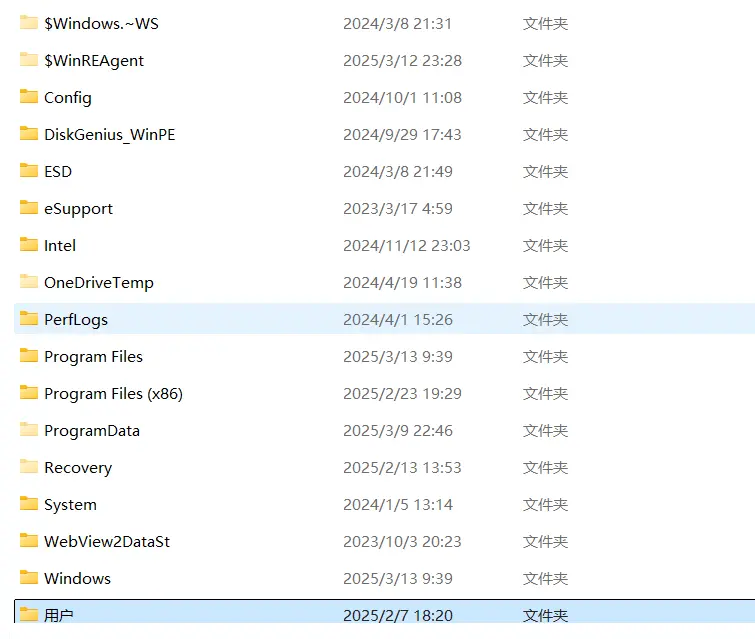 $Windows.~WS 2024/3/8 21:31 文件夹
$WinREAgent 2025/3/12 23:28 文件夹
Config 2024/10/1 11:08 文件夹
DiskGenius_WinPE 2024/9/29 17:43 文件夹
ESD 2024/3/8 21:49 文件夹
eSupport 2023/3/17 4:59 文件夹
Intel 2024/11/12 23:03 文件夹
OneDriveTemp 2024/4/19 11:38 文件夹
PerfLogs 2024/4/1 15:26 文件夹
Program Files 2025/3/13 9:39 文件夹
Program Files (x86) 2025/2/23 19:29 文件夹
ProgramData 2025/3/9 22:46 文件夹
Recovery 2025/2/13 13:53 文件夹
System 2024/1/5 13:14 文件夹
WebView2DataSt 2023/10/3 20:23 文件夹
Windows 2025/3/13 9:39 文件夹
用户 2025/2/7 18:20 文件夹